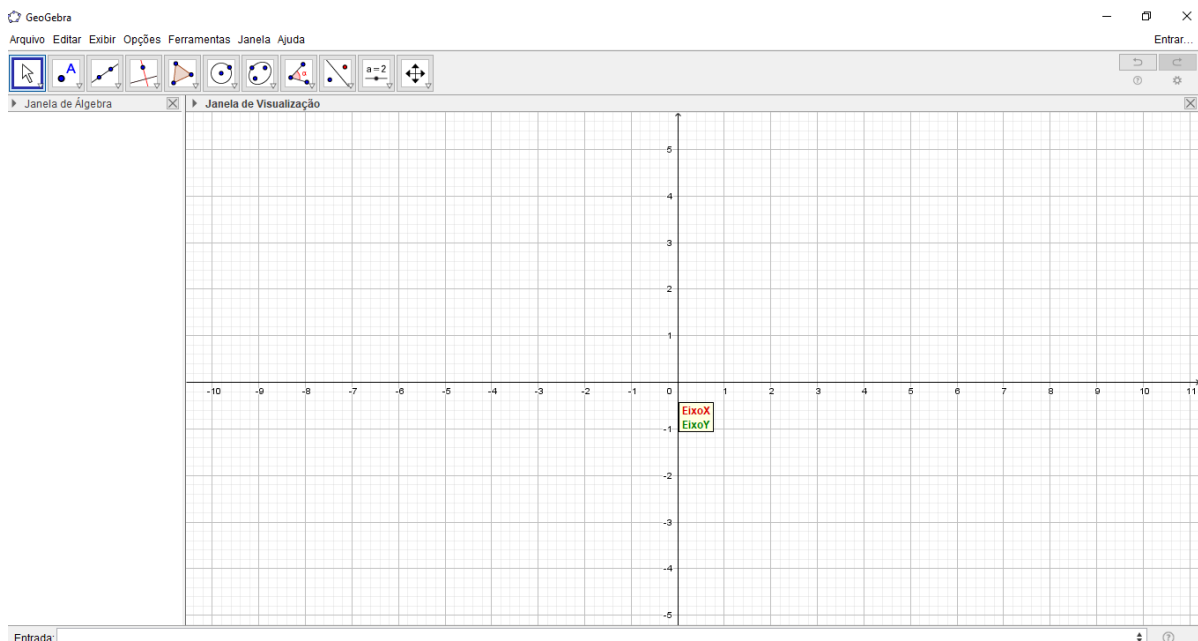 GeoGebra
Arquivo Editar Exibir Opções Ferramentas Janela Ajuda
Entrar...
A
α
a=2
Janela de Álgebra
Janela de Visualização
5
4
3
2
1
-10 -9 -8 -7 -6 -5 -4 -3 -2 -1 0 1 2 3 4 5 6 7 8 9 10 11
EixoX
-1 EixoY
-2
-3
-4
-5
Entrada: